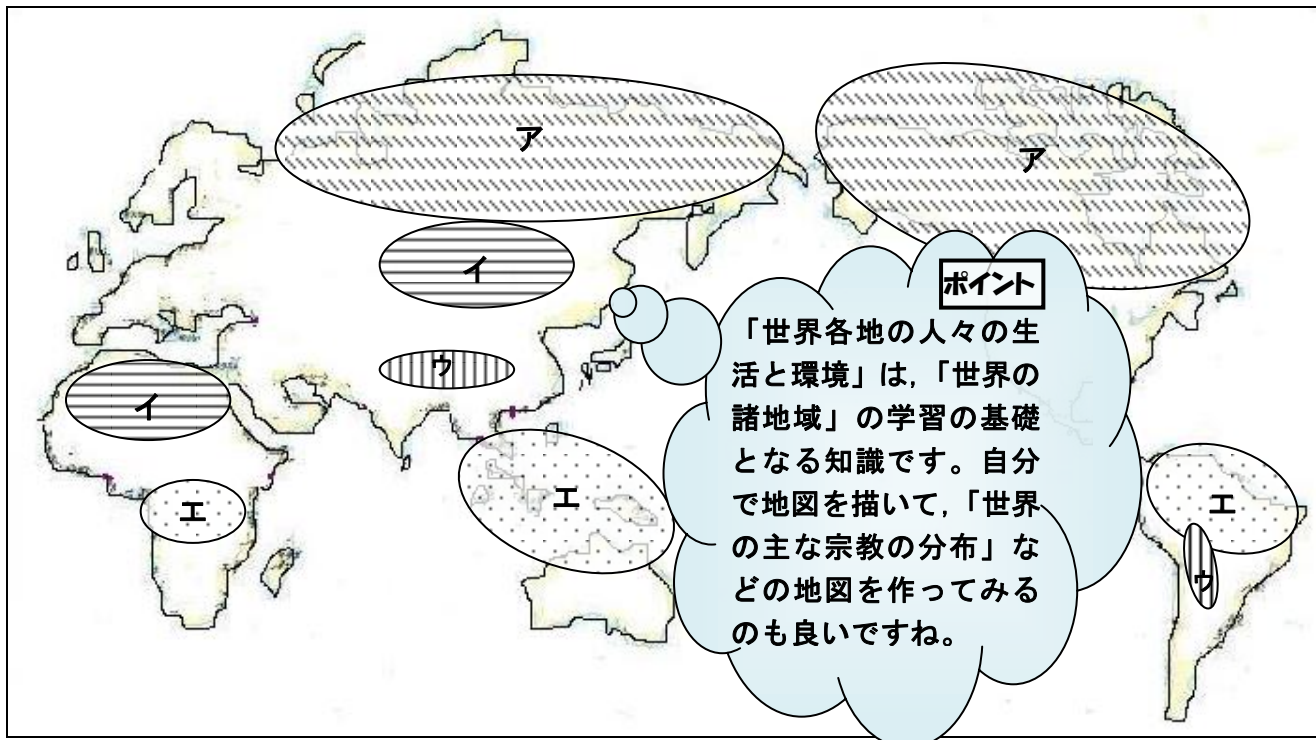 ア
ア
イ
ポイント
「世界各地の人々の生
活と環境」は，「世界の
諸地域」の学習の基礎
となる知識です。自分
で地図を描いて，「世界
の主な宗教の分布」な
どの地図を作ってみる
のも良いですね。
ウ
イ
エ
エ
エ
ウ